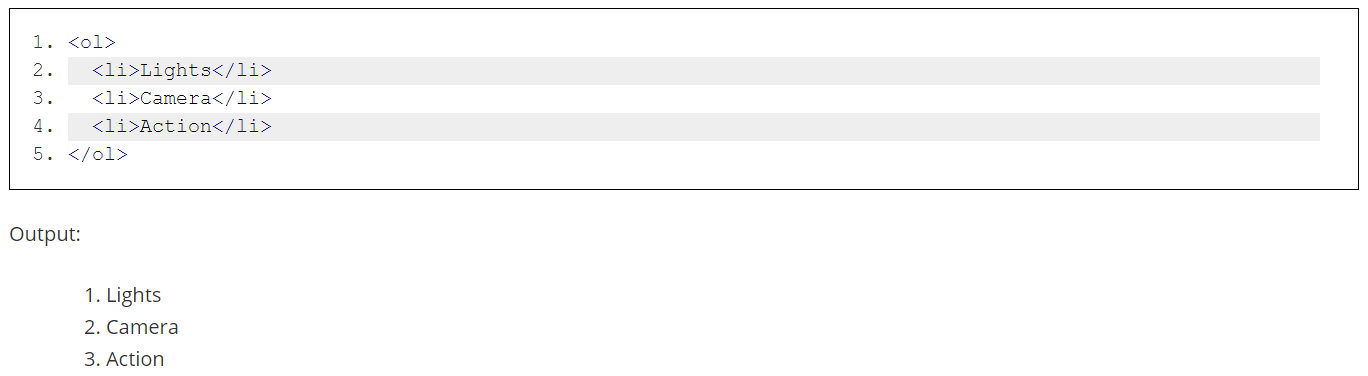 1. <ol>
2.   <li>Lights</li>
3.   <li>Camera</li>
4.   <li>Action</li>
5. </ol>
Output:
1. Lights
2. Camera
3. Action